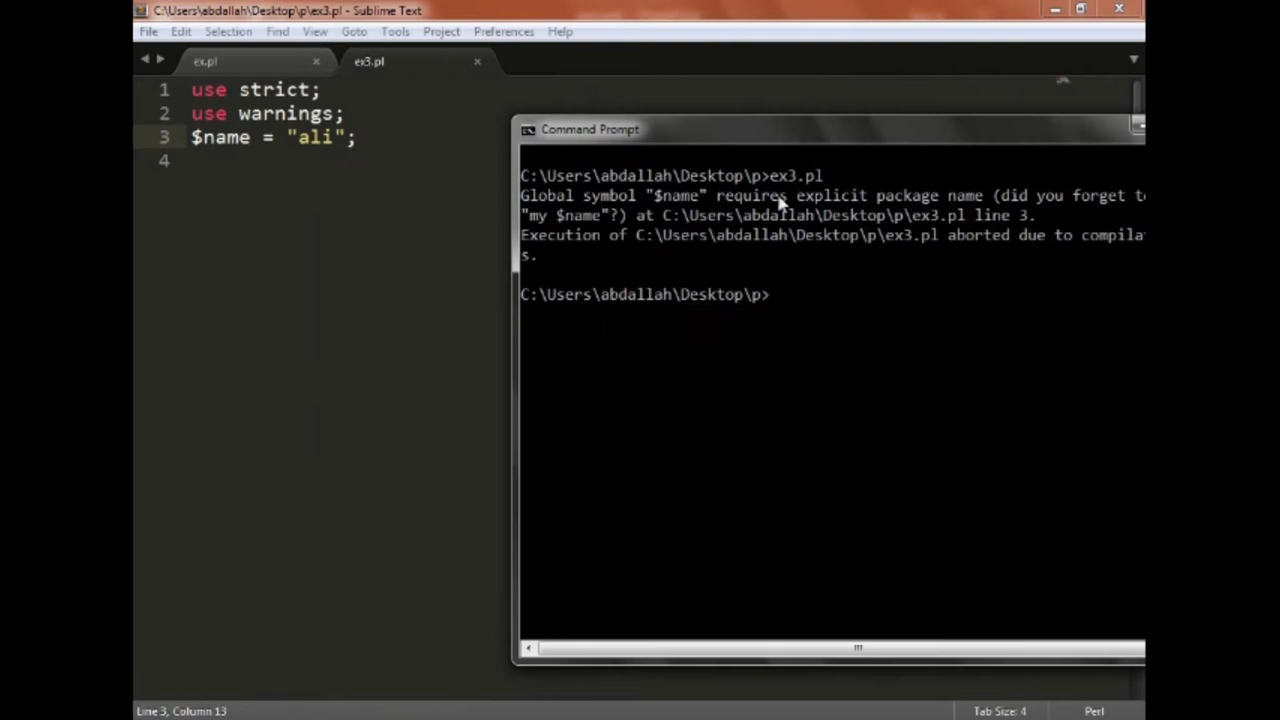 C:\Users\abdallah\Desktop\p\ex3.pl - Sublime Text
File Edit Selection Find View Goto Tools Project Preferences Help
ex.pl ex3.pl
1 use strict;
2 use warnings;
3 $name = "ali";
4
Command Prompt
C:\Users\abdallah\Desktop\p>ex3.pl
Global symbol "$name" requires explicit package name (did you forget to
"my $name"?) at C:\Users\abdallah\Desktop\p\ex3.pl line 3.
Execution of C:\Users\abdallah\Desktop\p\ex3.pl aborted due to compila
s.
C:\Users\abdallah\Desktop\p>
Line 3, Column 13
Tab Size: 4 Perl